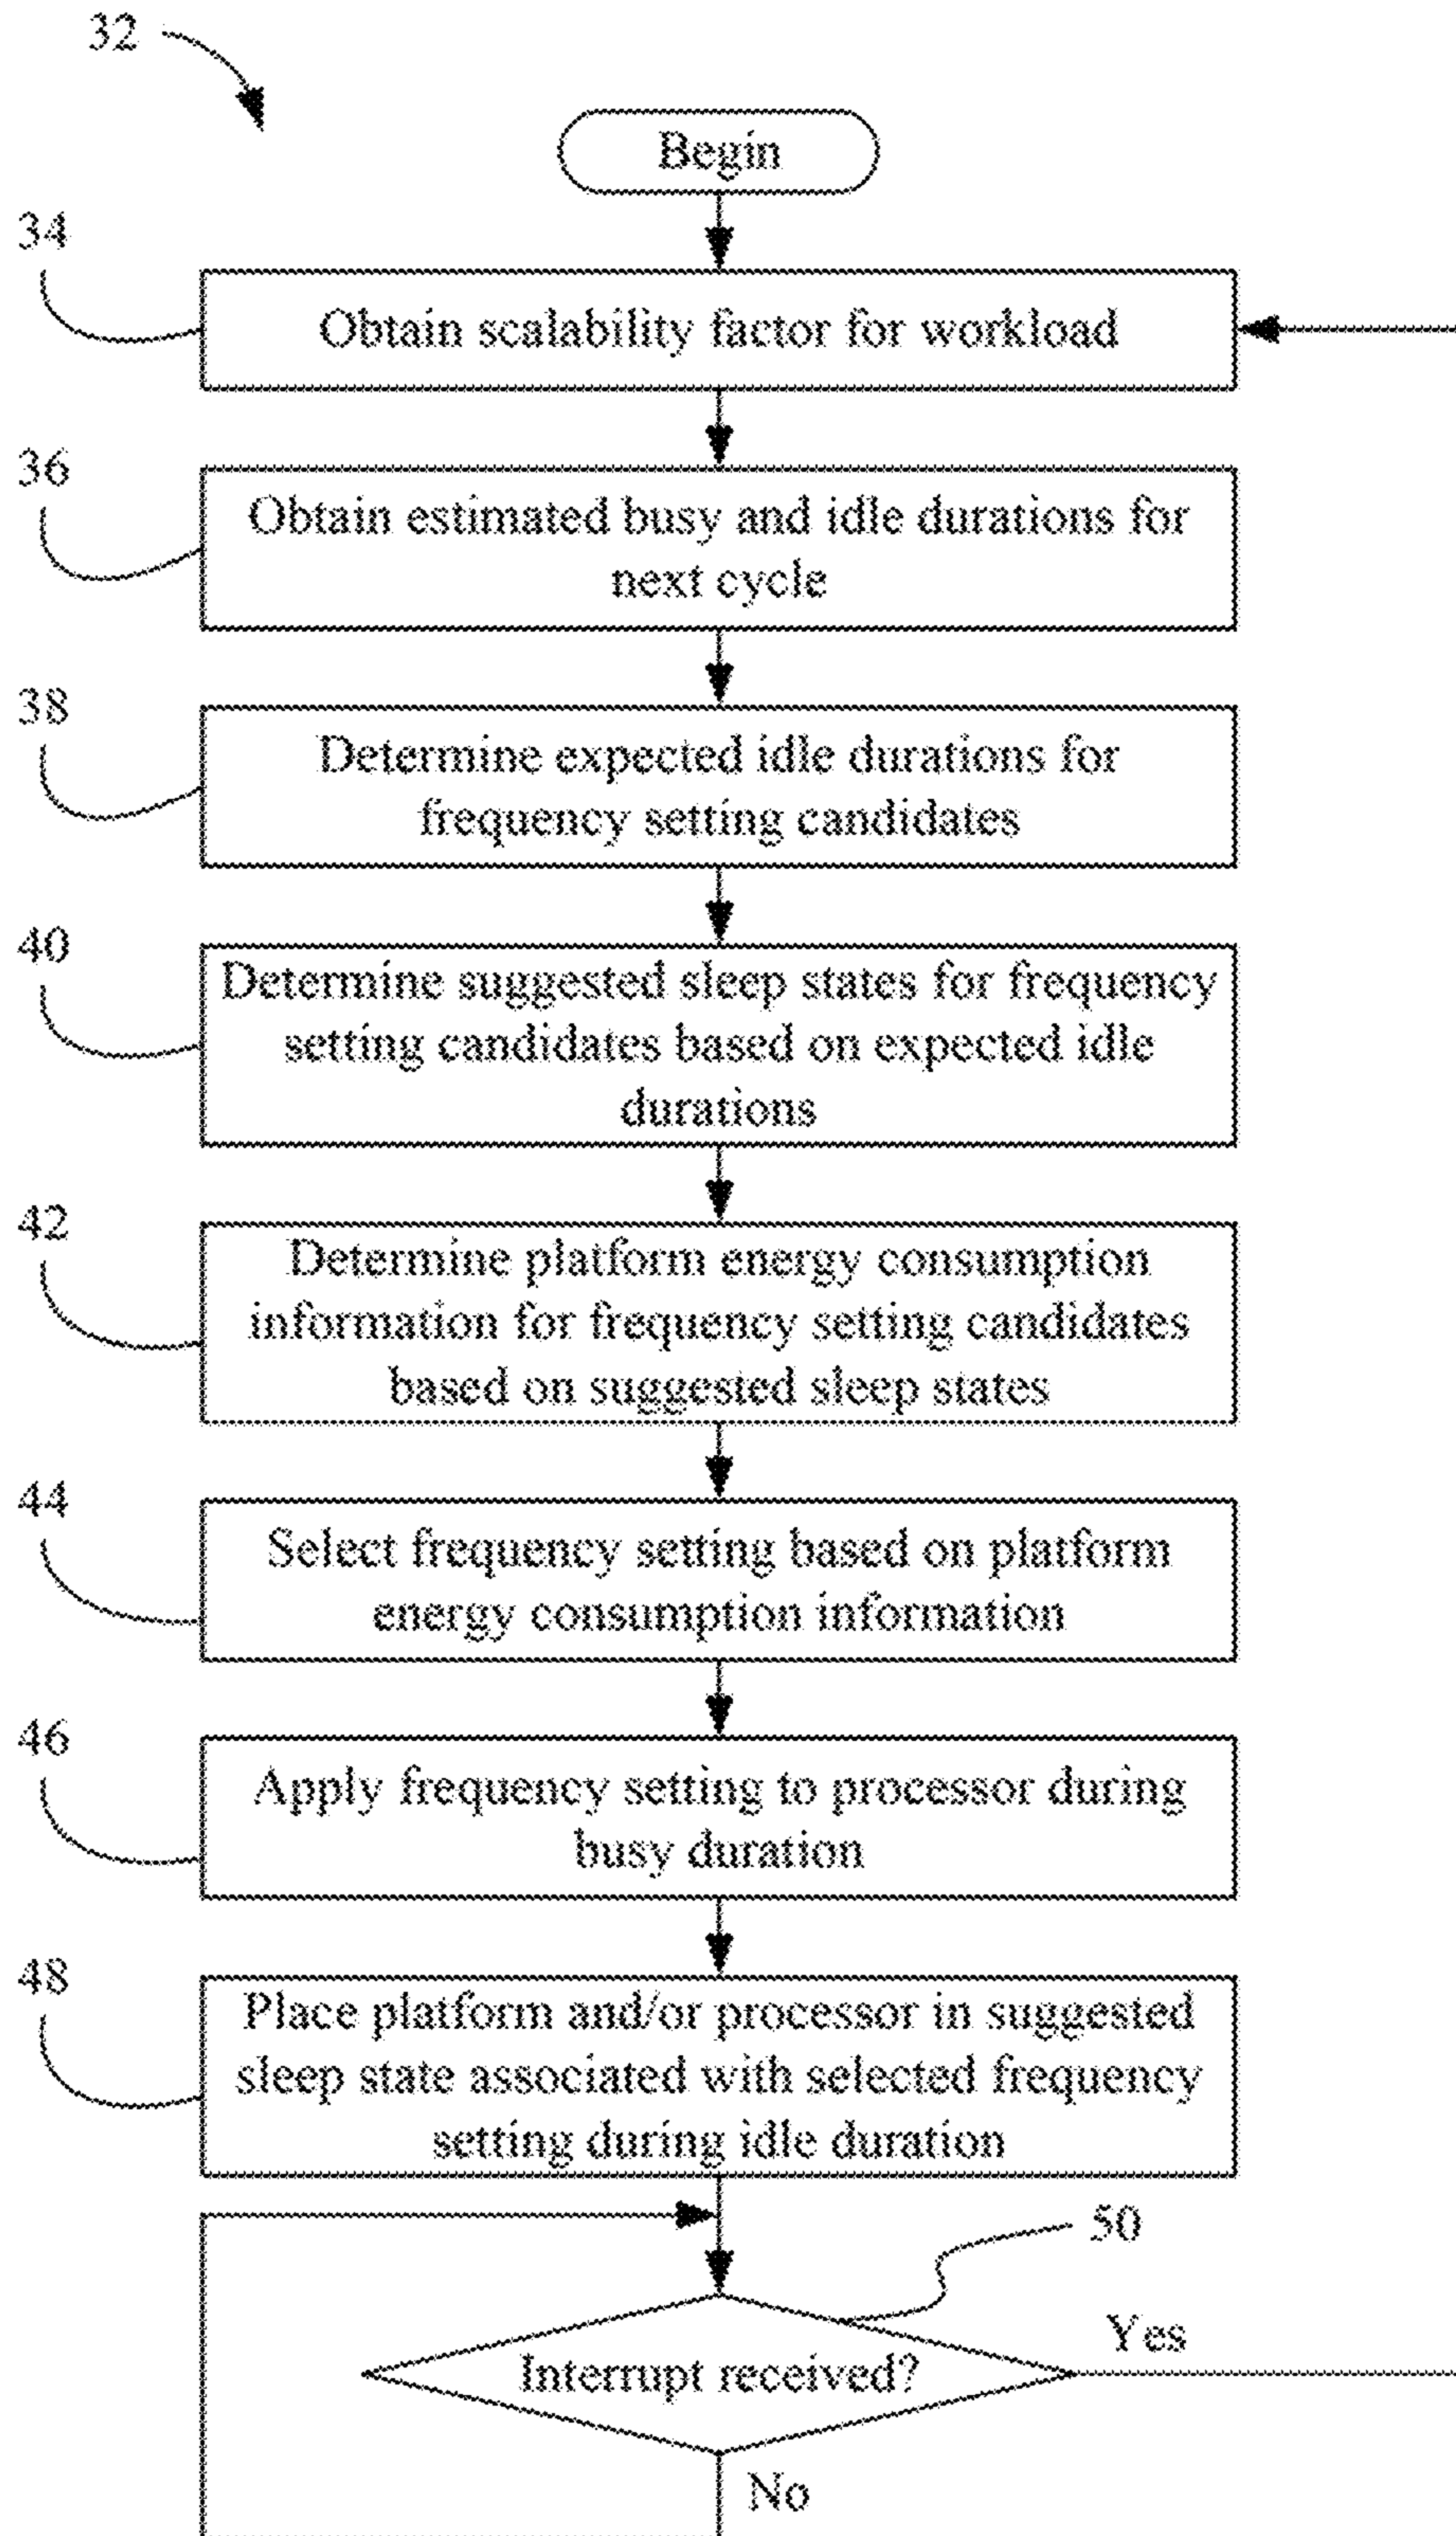 32
Begin
34
Obtain scalability factor for workload
36
Obtain estimated busy and idle durations for
next cycle
38
Determine expected idle durations for
frequency setting candidates
40
Determine suggested sleep states for frequency
setting candidates based on expected idle
durations
42
Determine platform energy consumption
information for frequency setting candidates
based on suggested sleep states
44
Select frequency setting based on platform
energy consumption information
46
Apply frequency setting to processor during
busy duration
48
Place platform and/or processor in suggested
sleep state associated with selected frequency
setting during idle duration
50
Yes
Interrupt received?
No